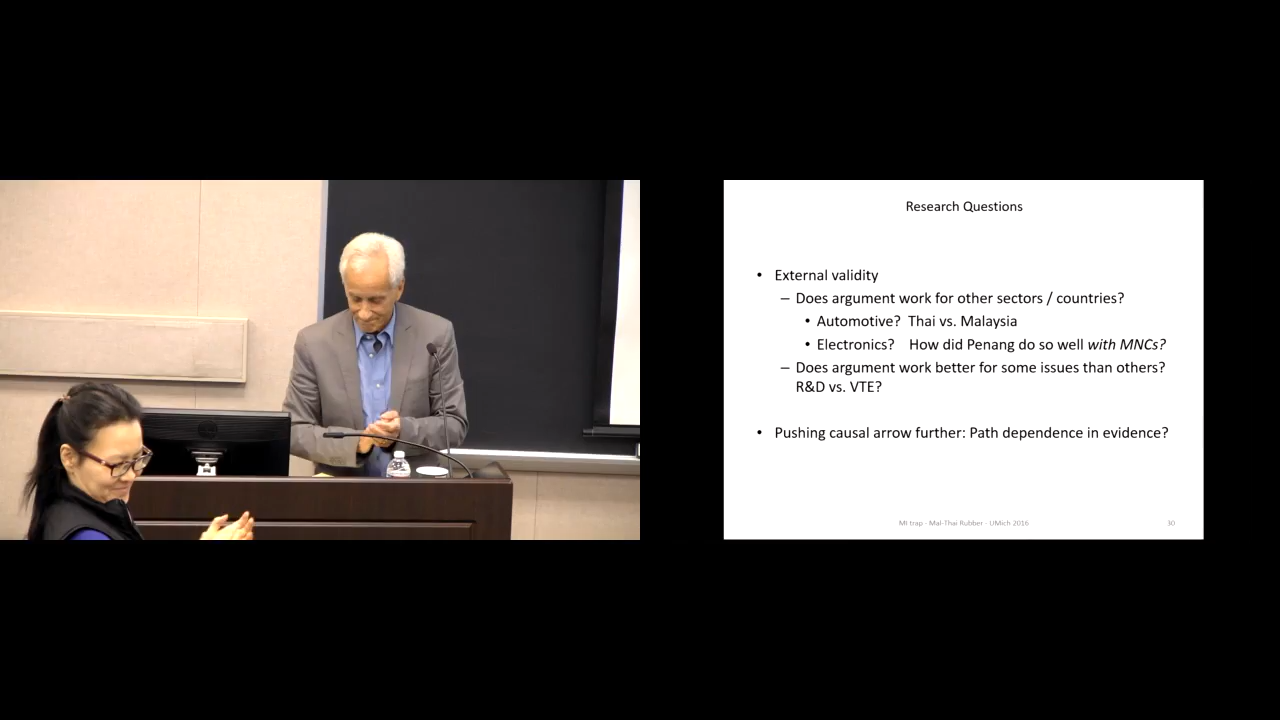 Research Questions
• External validity
– Does argument work for other sectors / countries?
• Automotive? Thai vs. Malaysia
• Electronics? How did Penang do so well with MNCs?
– Does argument work better for some issues than others?
R&D vs. VTE?
• Pushing causal arrow further: Path dependence in evidence?
MI trap - Mal-Thai Rubber - UMich 2016
30